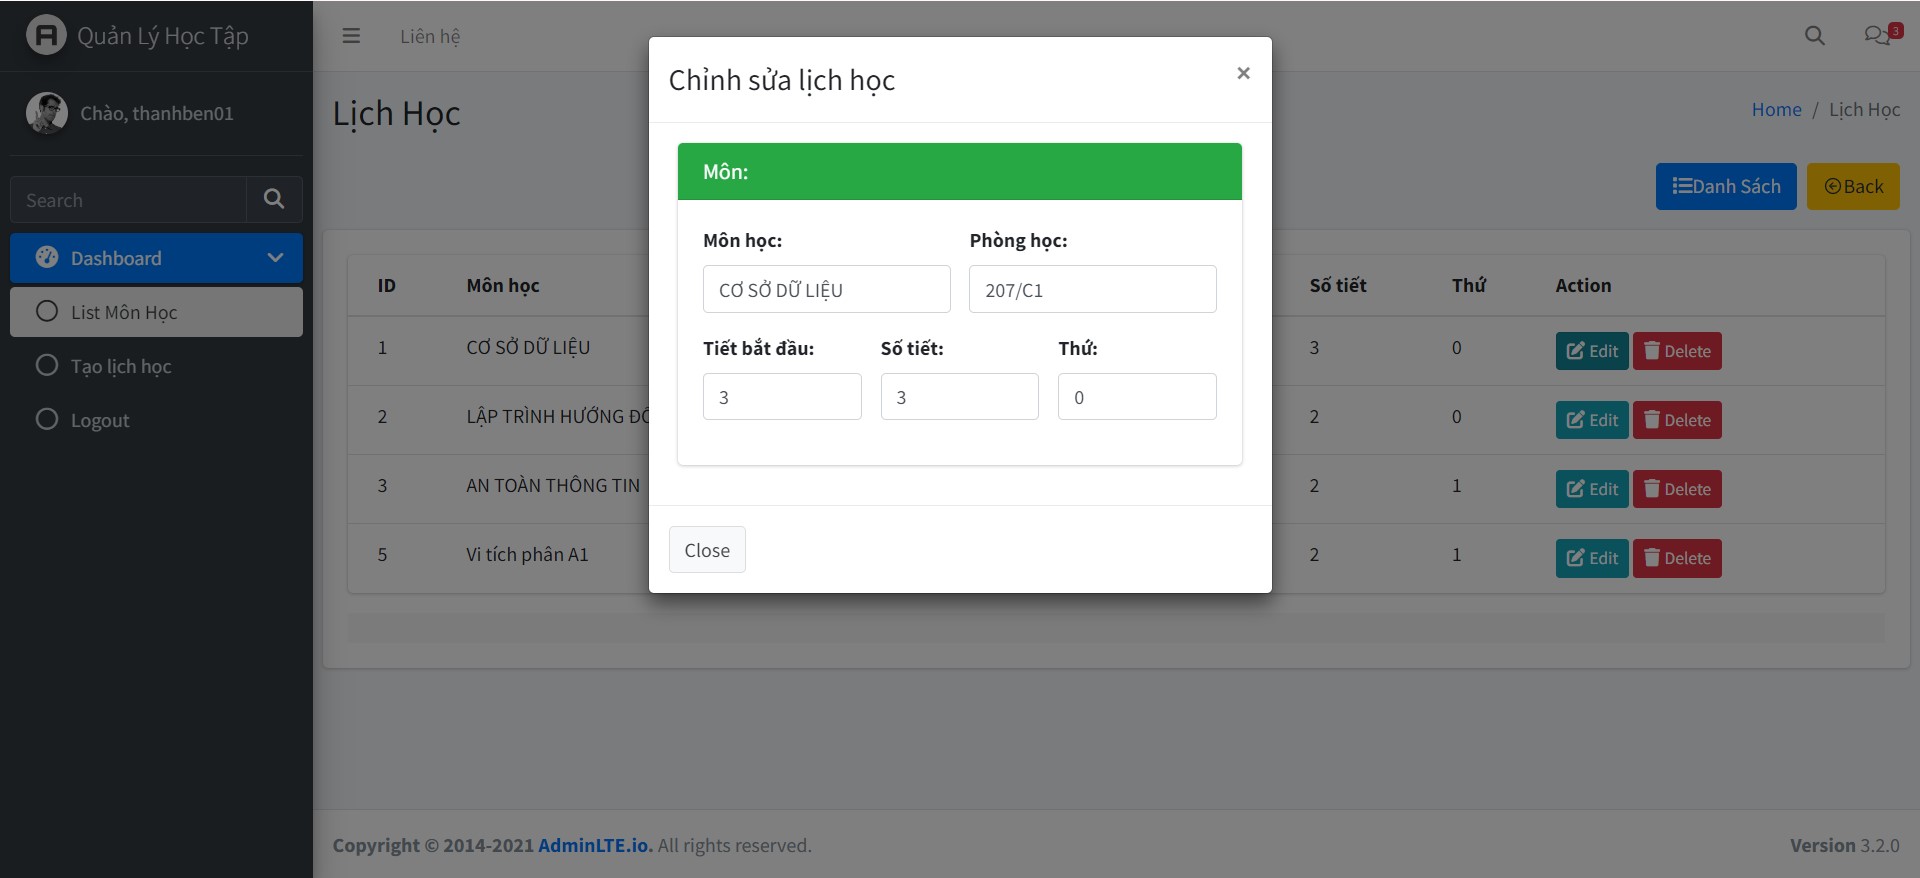 Quản Lý Học Tập
Liên hệ
3
Chào, thanhben01
Search
Dashboard
List Môn Học
Tạo lịch học
Logout
Lịch Học
Home / Lịch Học
Danh Sách
Back
ID Môn học Số tiết Thứ Action
1 CƠ SỞ DỮ LIỆU 3 0 Edit Delete
2 LẬP TRÌNH HƯỚNG 2 0 Edit Delete
3 AN TOÀN THÔNG TIN 2 1 Edit Delete
5 Vi tích phân A1 2 1 Edit Delete
Chỉnh sửa lịch học ×
Môn:
Môn học: Phòng học:
CƠ SỞ DỮ LIỆU 207/C1
Tiết bắt đầu: Số tiết: Thứ:
3 3 0
Close
Copyright © 2014-2021 AdminLTE.io. All rights reserved.
Version 3.2.0